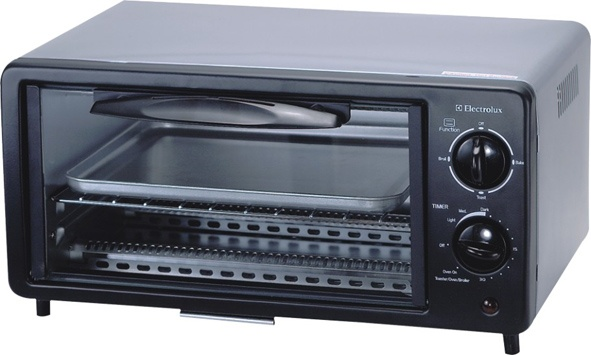 Electrolux
Function
Off
Broil
Bake
Toast
TIMER
Med.
Dark
Light
Off
Oven On
Toaster/Oven/Broiler